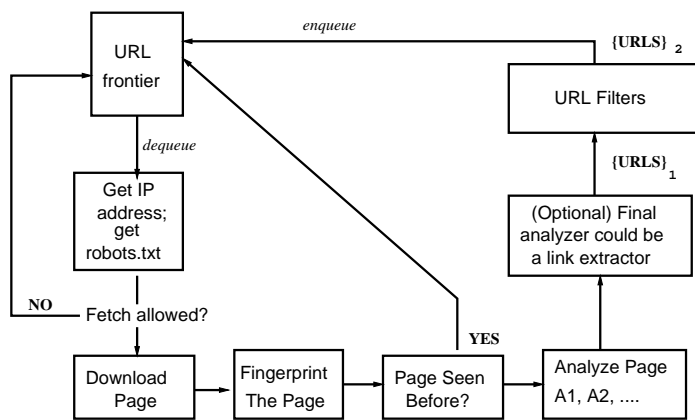 enqueue
{URLS} 2
URL
frontier
URL Filters
dequeue
{URLS} 1
Get IP
address;
get
robots.txt
(Optional) Final
analyzer could be
a link extractor
NO
Fetch allowed?
YES
Download
Page
Fingerprint
The Page
Page Seen
Before?
Analyze Page
A1, A2, ....